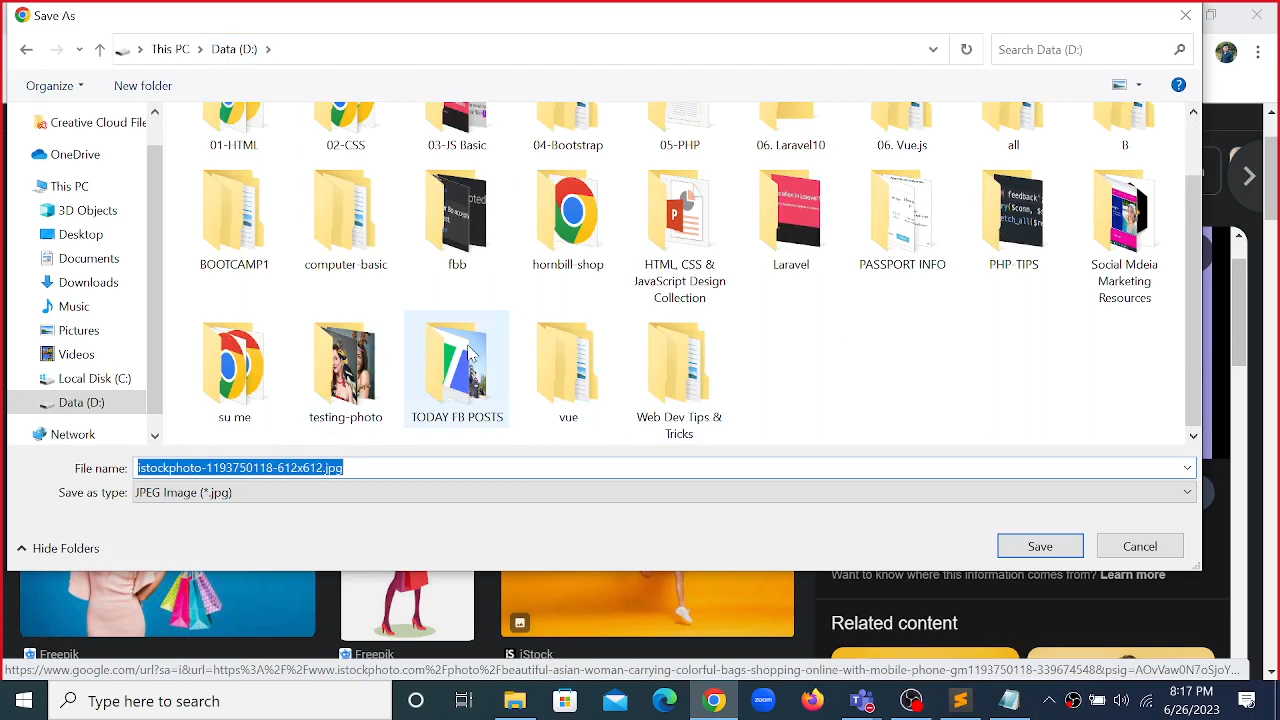 Save As
This PC > Data (D:) >
Search Data (D:)
Organize
New folder
Creative Cloud File
OneDrive
This PC
3D Objects
Desktop
Documents
Downloads
Music
Pictures
Videos
Local Disk (C:)
Data (D:)
Network
01-HTML
02-CSS
03-JS Basic
04-Bootstrap
05-PHP
06. Laravel10
06. Vue.js
all
B
BOOTCAMP1
computer-basic
fbb
hornbill-shop
HTML, CSS &
JavaScript Design
Collection
Laravel
PASSPORT INFO
PHP-TIPS
Social Mdeia
Marketing
Resources
su me
testing-photo
TODAY FB POSTS
vue
Web Dev Tips &
Tricks
File name: istockphoto-1193750118-612x612.jpg
Save as type: JPEG Image (*.jpg)
Hide Folders
Save
Cancel
Want to know where this information comes from? Learn more
Related content
Freepik
Freepik
iStock
https://www.google.com/url?sa=i&url=https%3A%2F%2Fwww.istockphoto.com%2Fphoto%2Fbeautiful-asian-woman-carrying-colorful-bags-shopping-online-with-mobile-phone-gm1193750118-339674548&psig=AOvVaw0N7oSjoY...
Type here to search
zoom
8:17 PM
6/26/2023